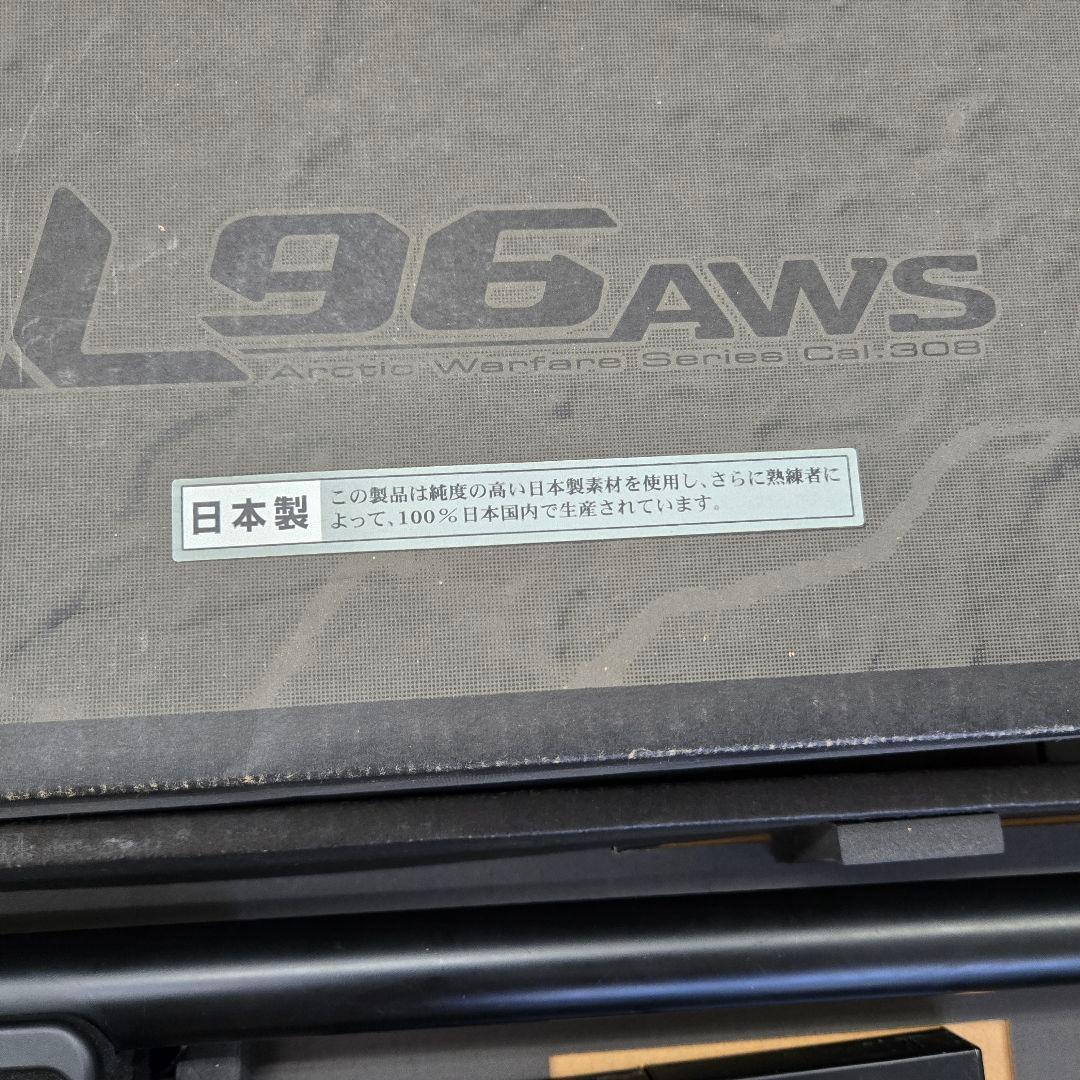 L96 AWS
Arctic Warfare Series Cal.308
日本製
この製品は純度の高い日本製素材を使用し、さらに熟練者に
よって、100%日本国内で生産されています。